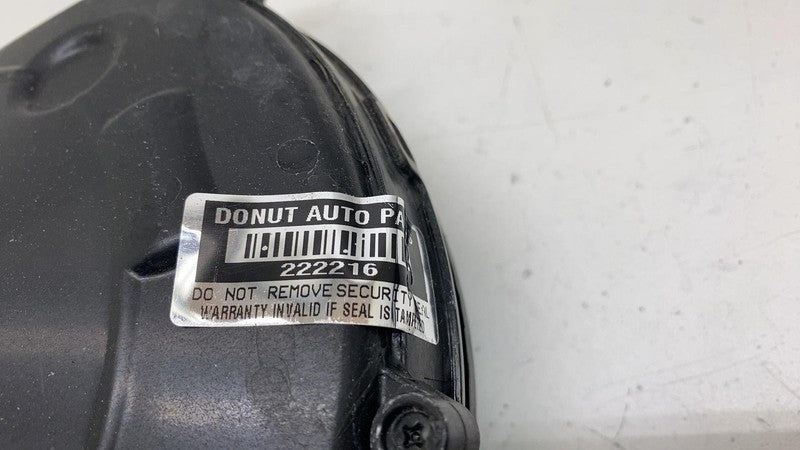 DONUT AUTO PA
222216
DO NOT REMOVE SECURITY
WARRANTY INVALID IF SEAL IS